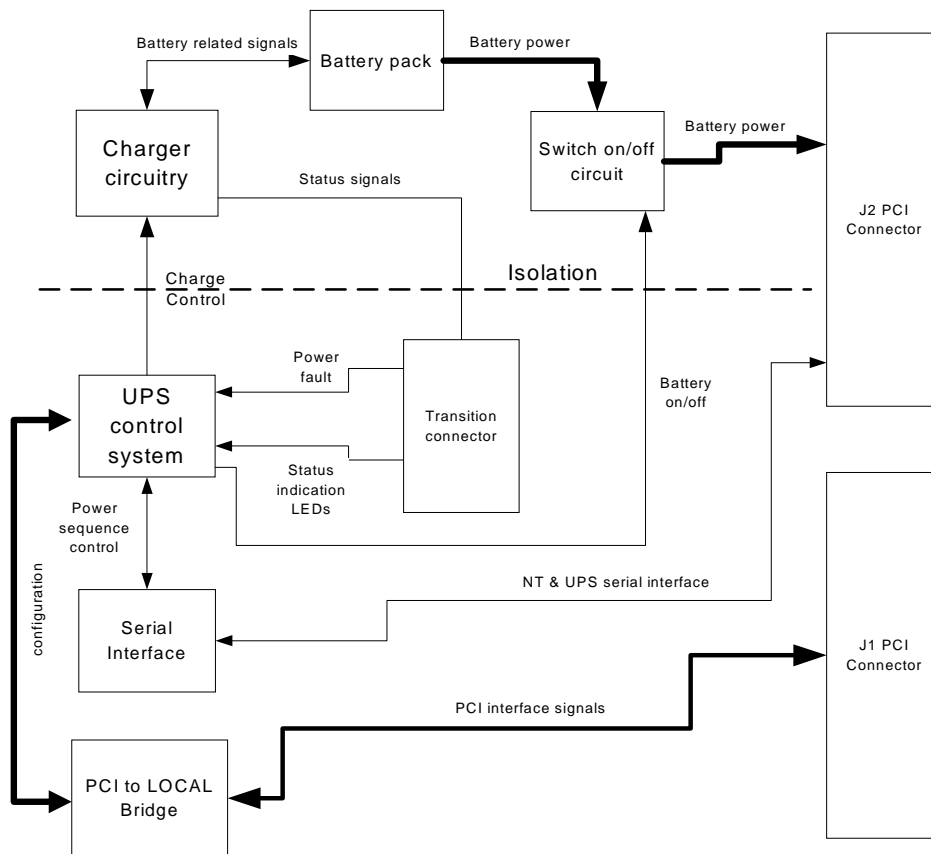 Battery related signals
Battery pack
Battery power
Charger
circuitry
Switch on/off
circuit
Battery power
Status signals
J2 PCI
Connector
Isolation
Charge
Control
Power
fault
Battery
on/off
UPS
control
system
Transition
connector
Status
indication
LEDs
Power
sequence
control
configuration
NT & UPS serial interface
Serial
Interface
J1 PCI
Connector
PCI interface signals
PCI to LOCAL
Bridge